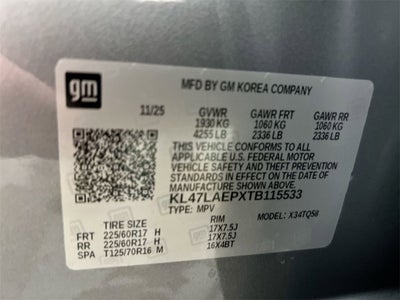 gm
MFD BY GM KOREA COMPANY
11/25 GVWR GAWR FRT GAWR RR
1930 KG 1060 KG 1060 KG
4255 LB 2336 LB 2336 LB
THIS VEHICLE CONFORMS TO ALL
APPLICABLE U.S. FEDERAL MOTOR
VEHICLE SAFETY, BUMPER, AND
THEFT PREVENTION STANDARDS
IN EFFECT ON THE DATE OF
MANUFACTURE SHOWN ABOVE.
KL47LAEPXTB115533
TYPE: MPV MODEL: X34TQ56
TIRE SIZE RIM
FRT 225/60R17 H 17X7.5J
RR 225/60R17 H 17X7.5J
SPA T125/70R16 M 16X4BT